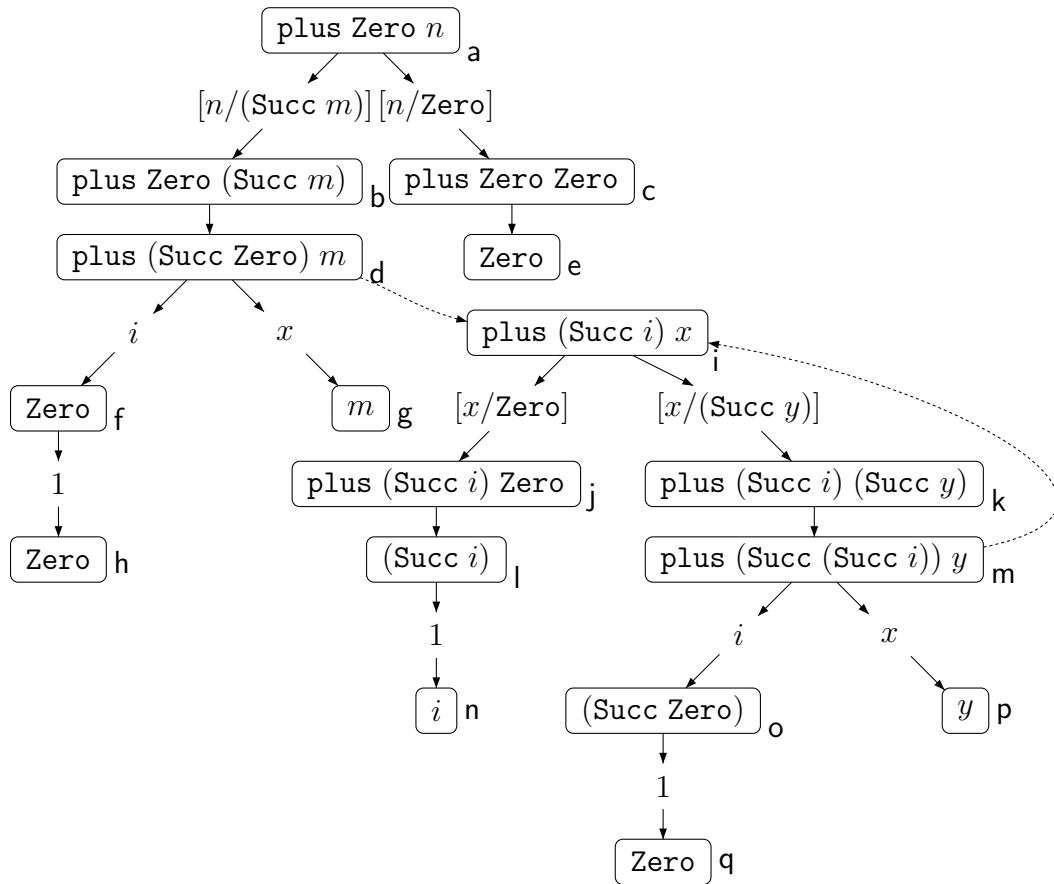 plus Zero n
a
[n/(Succ m)] [n/Zero]
plus Zero (Succ m)
b
plus Zero Zero
c
plus (Succ Zero) m
d
Zero
e
plus (Succ i) x
i
i
x
Zero
f
m
g
[x/Zero]
[x/(Succ y)]
1
plus (Succ i) Zero
j
plus (Succ i) (Succ y)
k
Zero
h
(Succ i)
l
plus (Succ (Succ i)) y
m
1
i
x
i
n
(Succ Zero)
o
y
p
1
Zero
q